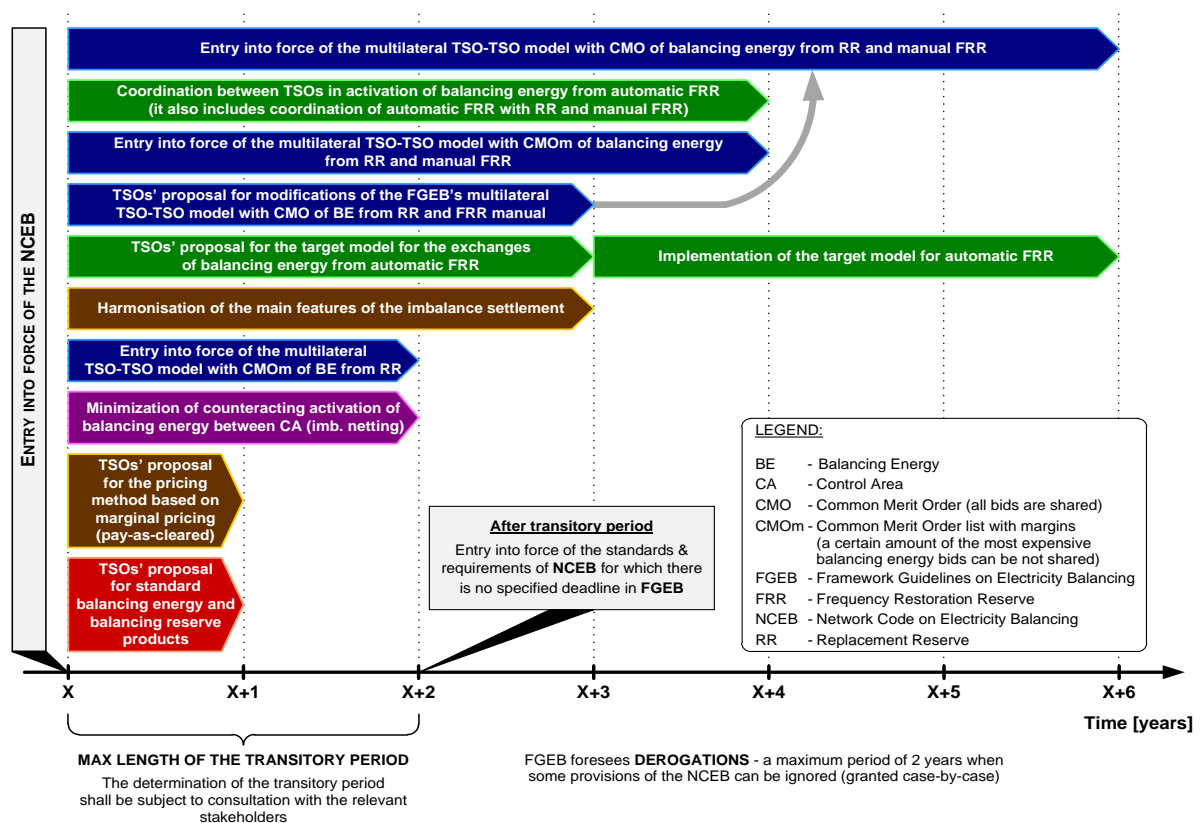 ENTRY INTO FORCE OF THE NCEB
Entry into force of the multilateral TSO-TSO model with CMO of balancing energy from RR and manual FRR
Coordination between TSOs in activation of balancing energy from automatic FRR
(it also includes coordination of automatic FRR with RR and manual FRR)
Entry into force of the multilateral TSO-TSO model with CMOm of balancing energy
from RR and manual FRR
TSOs’ proposal for modifications of the FGEB’s multilateral
TSO-TSO model with CMO of BE from RR and FRR manual
TSOs’ proposal for the target model for the exchanges
of balancing energy from automatic FRR
Implementation of the target model for automatic FRR
Harmonisation of the main features of the imbalance settlement
Entry into force of the multilateral
TSO-TSO model with CMOm of BE from RR
Minimization of counteracting activation of
balancing energy between CA (imb. netting)
TSOs’ proposal
for the pricing
method based on
marginal pricing
(pay-as-cleared)
TSOs’ proposal
for standard
balancing energy and
balancing reserve
products
After transitory period
Entry into force of the standards &
requirements of NCEB for which there
is no specified deadline in FGEB
LEGEND:
BE - Balancing Energy
CA - Control Area
CMO - Common Merit Order (all bids are shared)
CMOm - Common Merit Order list with margins
(a certain amount of the most expensive
balancing energy bids can be not shared)
FGEB - Framework Guidelines on Electricity Balancing
FRR - Frequency Restoration Reserve
NCEB - Network Code on Electricity Balancing
RR - Replacement Reserve
X X+1 X+2 X+3 X+4 X+5 X+6
Time [years]
MAX LENGTH OF THE TRANSITORY PERIOD
The determination of the transitory period
shall be subject to consultation with the relevant
stakeholders
FGEB foresees DEROGATIONS - a maximum period of 2 years when
some provisions of the NCEB can be ignored (granted case-by-case)